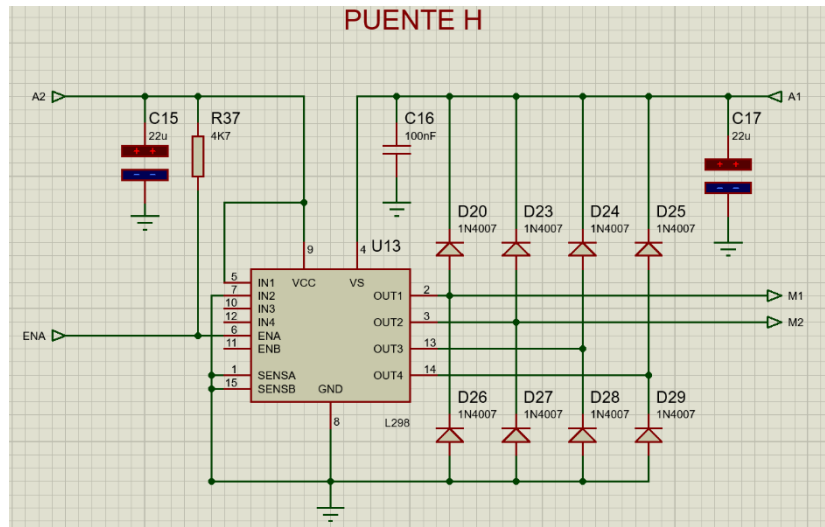 PUENTE H
A2
C15
22u
R37
4K7
C16
100nF
C17
22u
A1
D20
1N4007
D23
1N4007
D24
1N4007
D25
1N4007
9
4
U13
5
IN1
VCC
VS
7
IN2
OUT1
2
M1
10
IN3
12
IN4
OUT2
3
M2
ENA
6
ENA
11
ENB
OUT3
13
1
SENSA
OUT4
14
15
SENSB
GND
8
L298
D26
1N4007
D27
1N4007
D28
1N4007
D29
1N4007